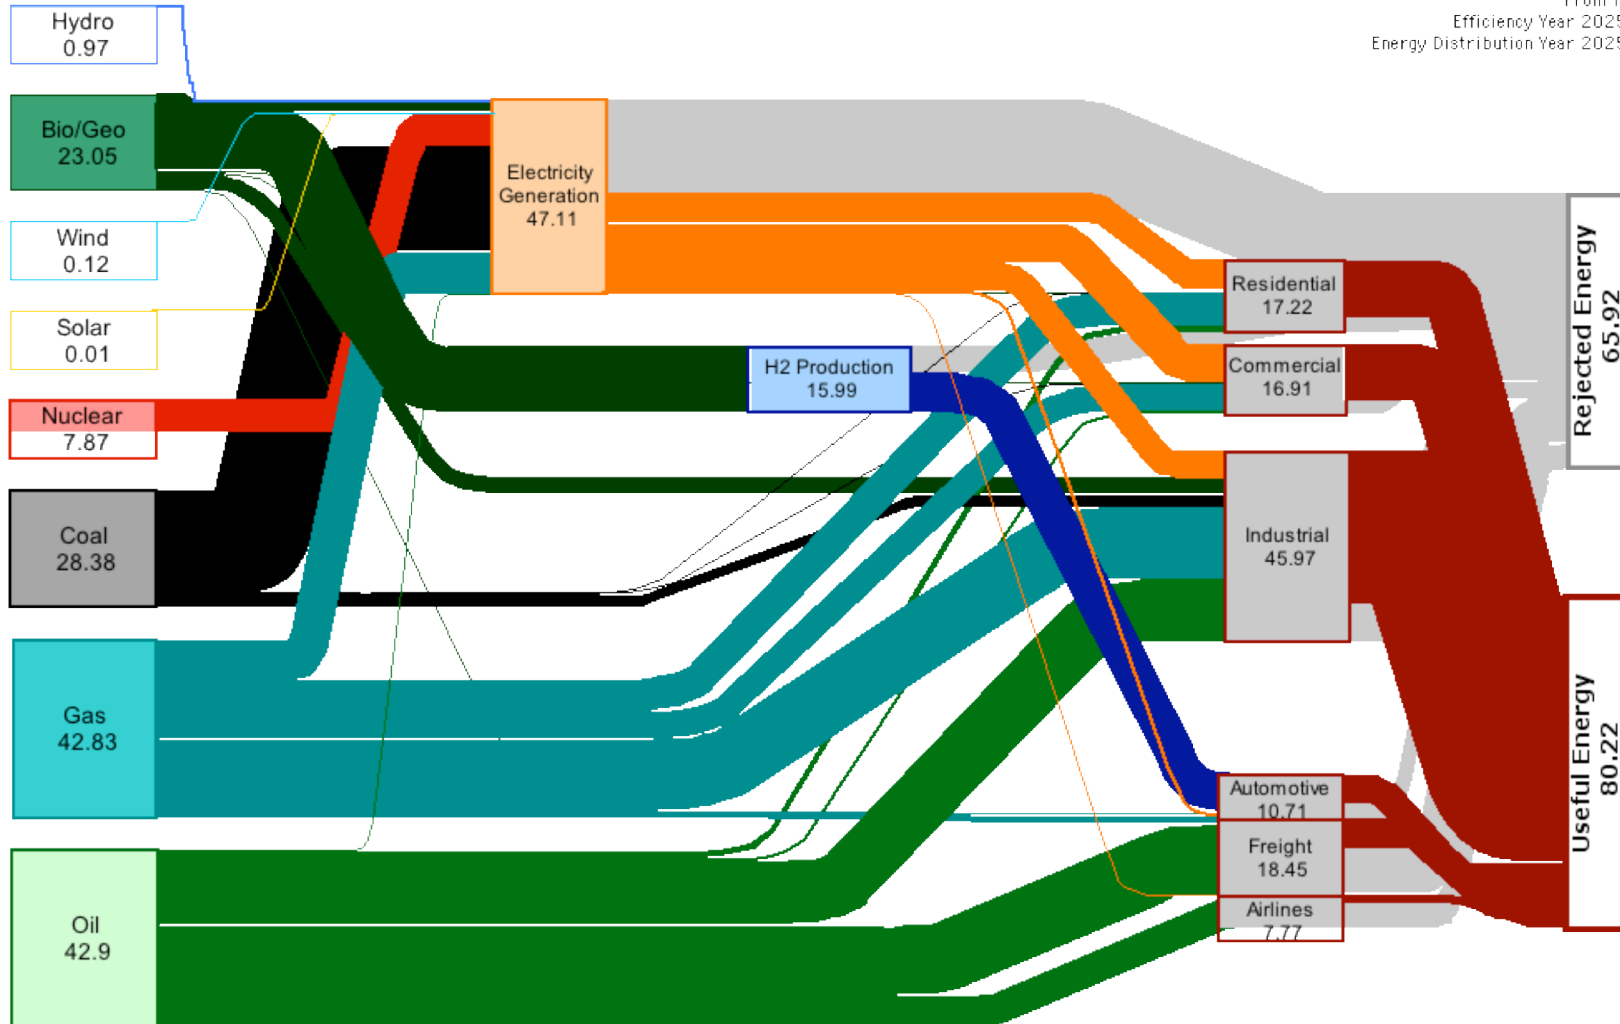 From
Efficiency Year 2025
Energy Distribution Year 2025
Hydro
0.97
Bio/Geo
23.05
Wind
0.12
Solar
0.01
Nuclear
7.87
Coal
28.38
Gas
42.83
Oil
42.9
Electricity
Generation
47.11
H2 Production
15.99
Residential
17.22
Commercial
16.91
Industrial
45.97
Automotive
10.71
Freight
18.45
Airlines
7.77
Rejected Energy
65.92
Useful Energy
80.22